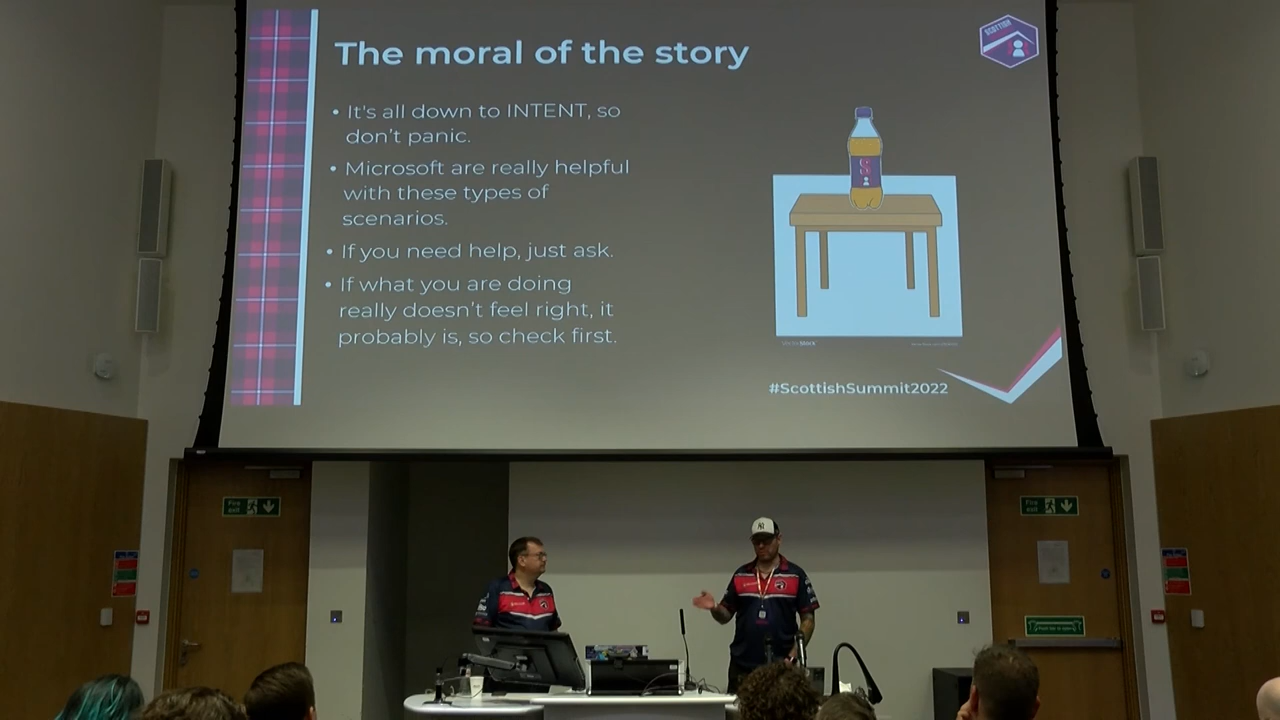 The moral of the story
SCOTTISH
• It's all down to INTENT, so
don't panic.
• Microsoft are really helpful
with these types of
scenarios.
• If you need help, just ask.
• If what you are doing
really doesn't feel right, it
probably is, so check first.
#ScottishSummit2022
Fire
exit
Fire
exit
NY